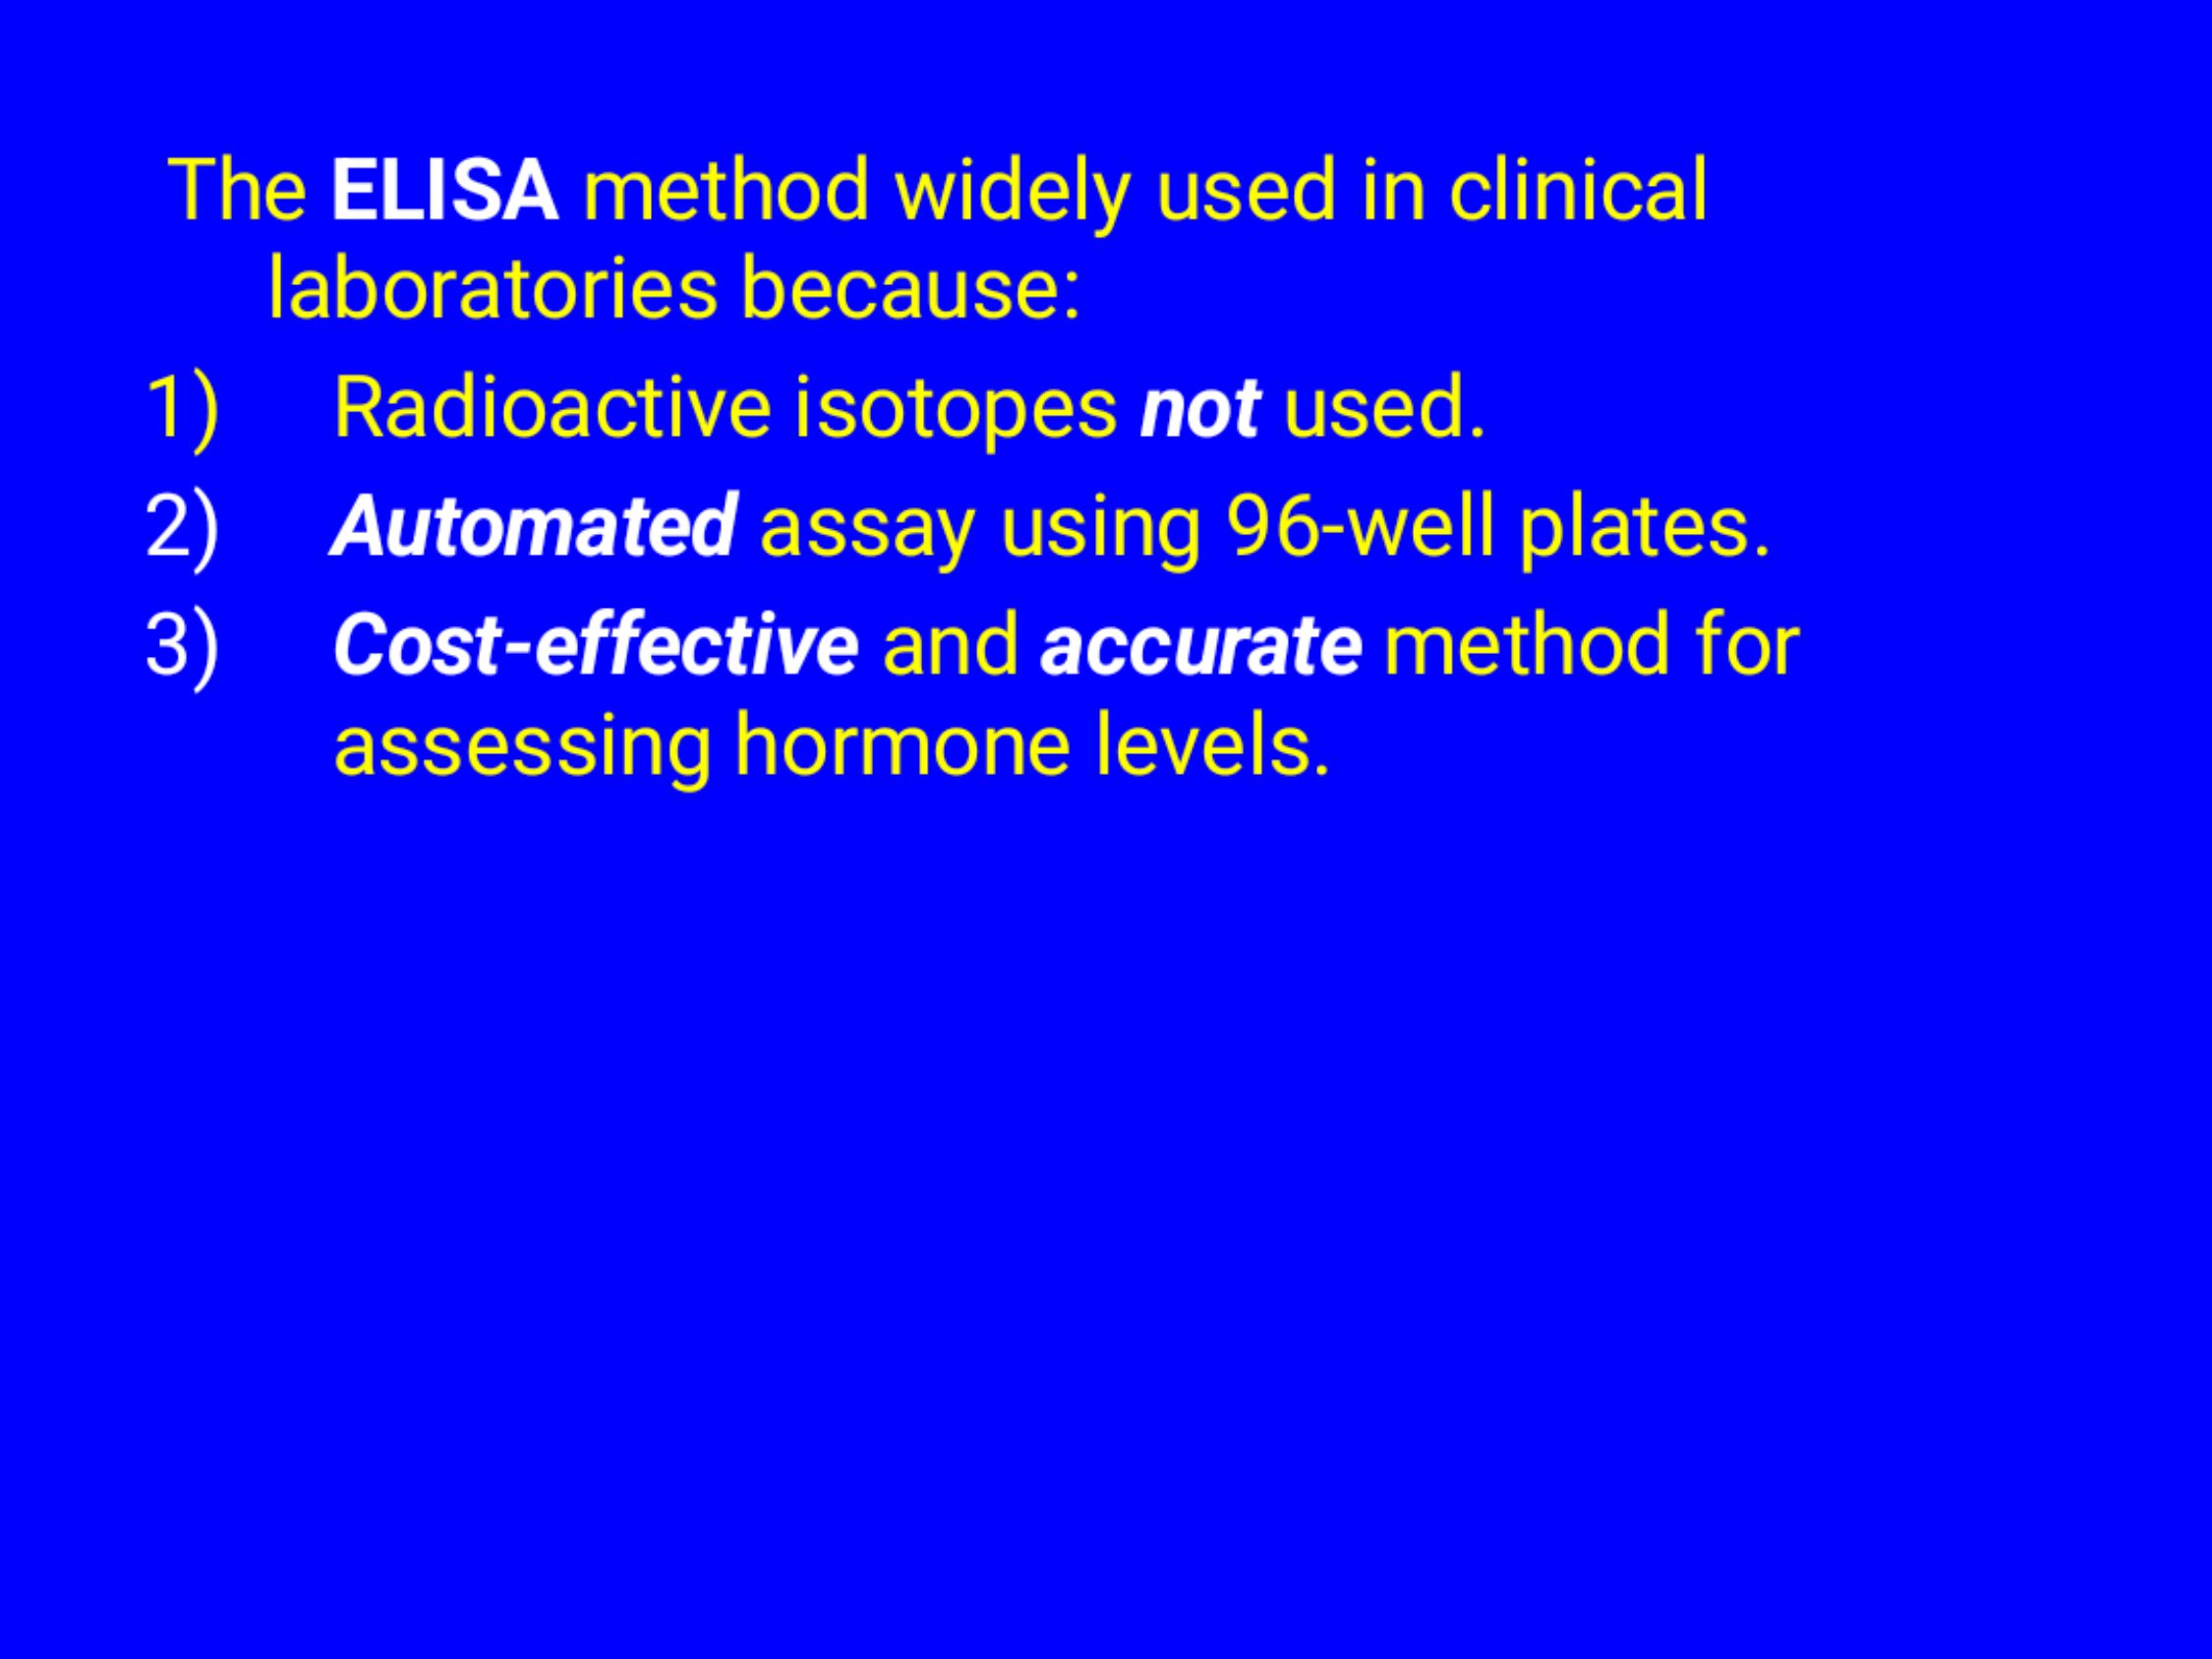 The ELISA method widely used in clinical
laboratories because:
1) Radioactive isotopes not used.
2) Automated assay using 96-well plates.
3) Cost-effective and accurate method for
assessing hormone levels.